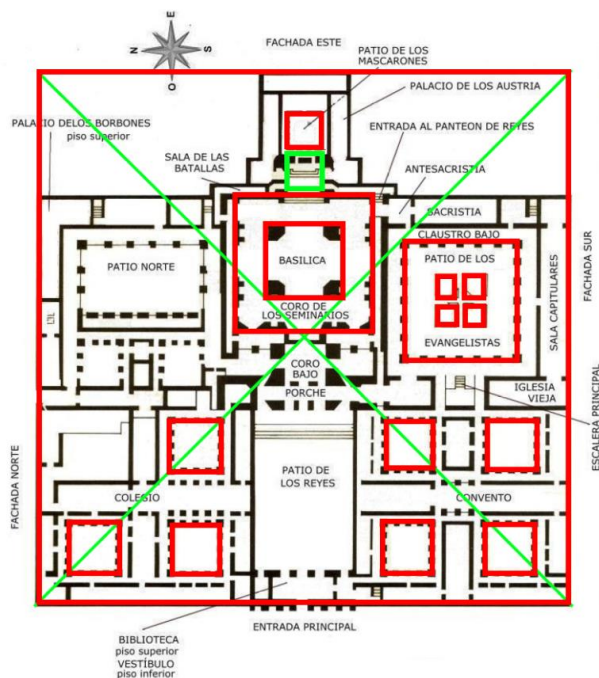 E
N
S
O
FACHADA ESTE
PATIO DE LOS
MASCARONES
PALACIO DE LOS AUSTRIA
PALACIO DELOS BORBONES
piso superior
ENTRADA AL PANTEON DE REYES
SALA DE LAS
BATALLAS
ANTESACRISTIA
SACRISTIA
CLAUSTRO BAJO
PATIO NORTE
BASILICA
PATIO DE LOS
EVANGELISTAS
SALA CAPITULARES
FACHADA SUR
CORO DE
LOS SEMINARIOS
CORO
BAJO
PORCHE
IGLESIA
VIEJA
ESCALERA PRINCIPAL
FACHADA NORTE
PATIO DE
LOS REYES
COLEGIO
CONVENTO
BIBLIOTECA
piso superior
VESTÍBULO
piso inferior
ENTRADA PRINCIPAL